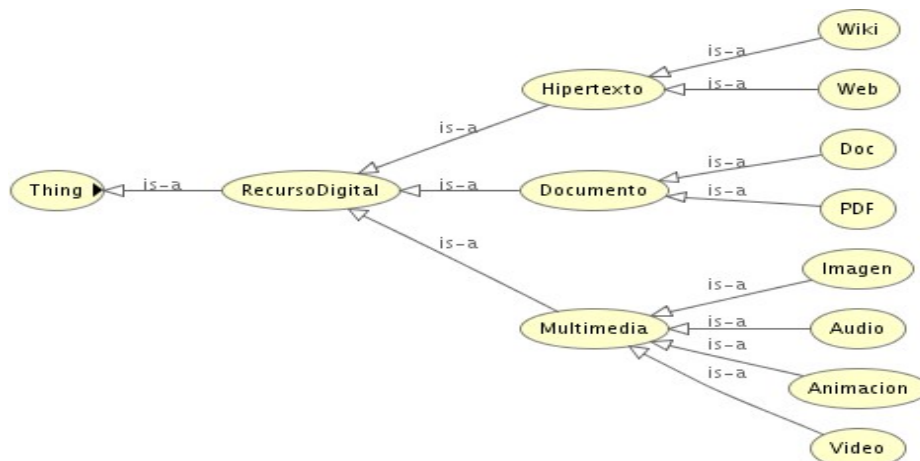 Wiki
is-a
Hipertexto
is-a
Web
is-a
Doc
is-a
Thing
is-a
RecursoDigital
is-a
Documento
is-a
PDF
is-a
Imagen
is-a
Multimedia
is-a
Audio
is-a
Animacion
is-a
Video